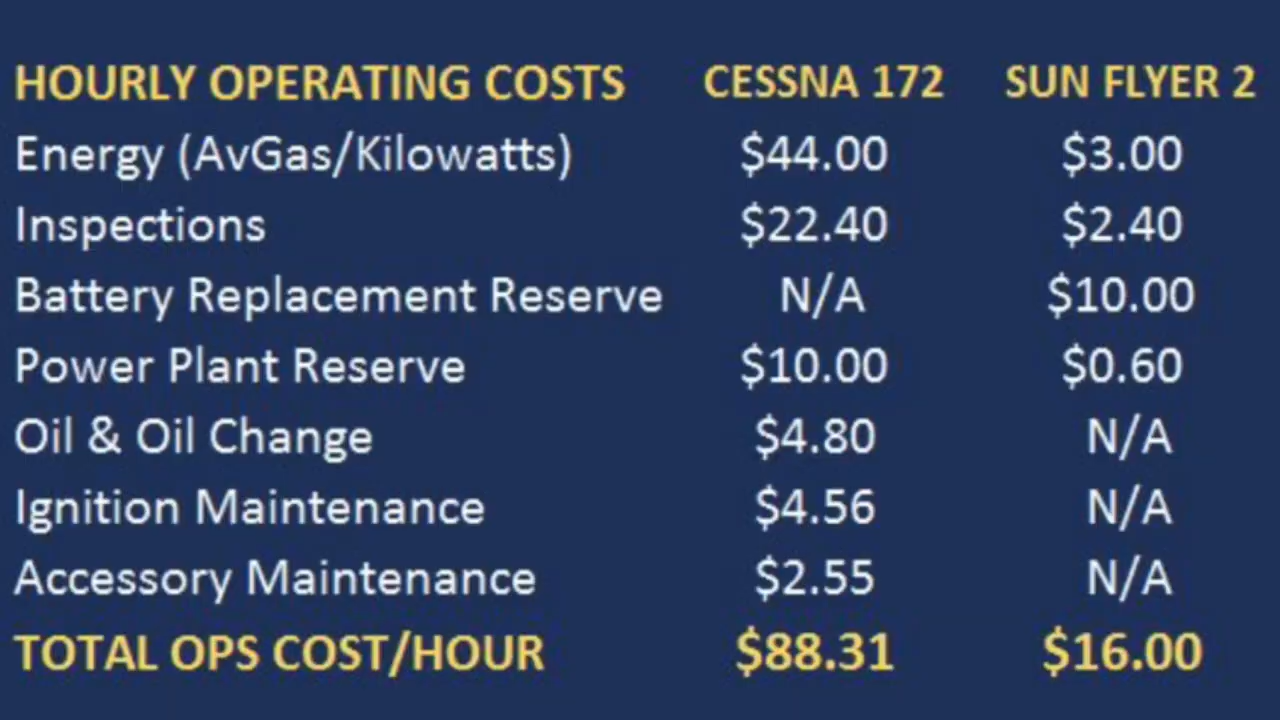 HOURLY OPERATING COSTS CESSNA 172 SUN FLYER 2
Energy (AvGas/Kilowatts) $44.00 $3.00
Inspections $22.40 $2.40
Battery Replacement Reserve N/A $10.00
Power Plant Reserve $10.00 $0.60
Oil & Oil Change $4.80 N/A
Ignition Maintenance $4.56 N/A
Accessory Maintenance $2.55 N/A
TOTAL OPS COST/HOUR $88.31 $16.00